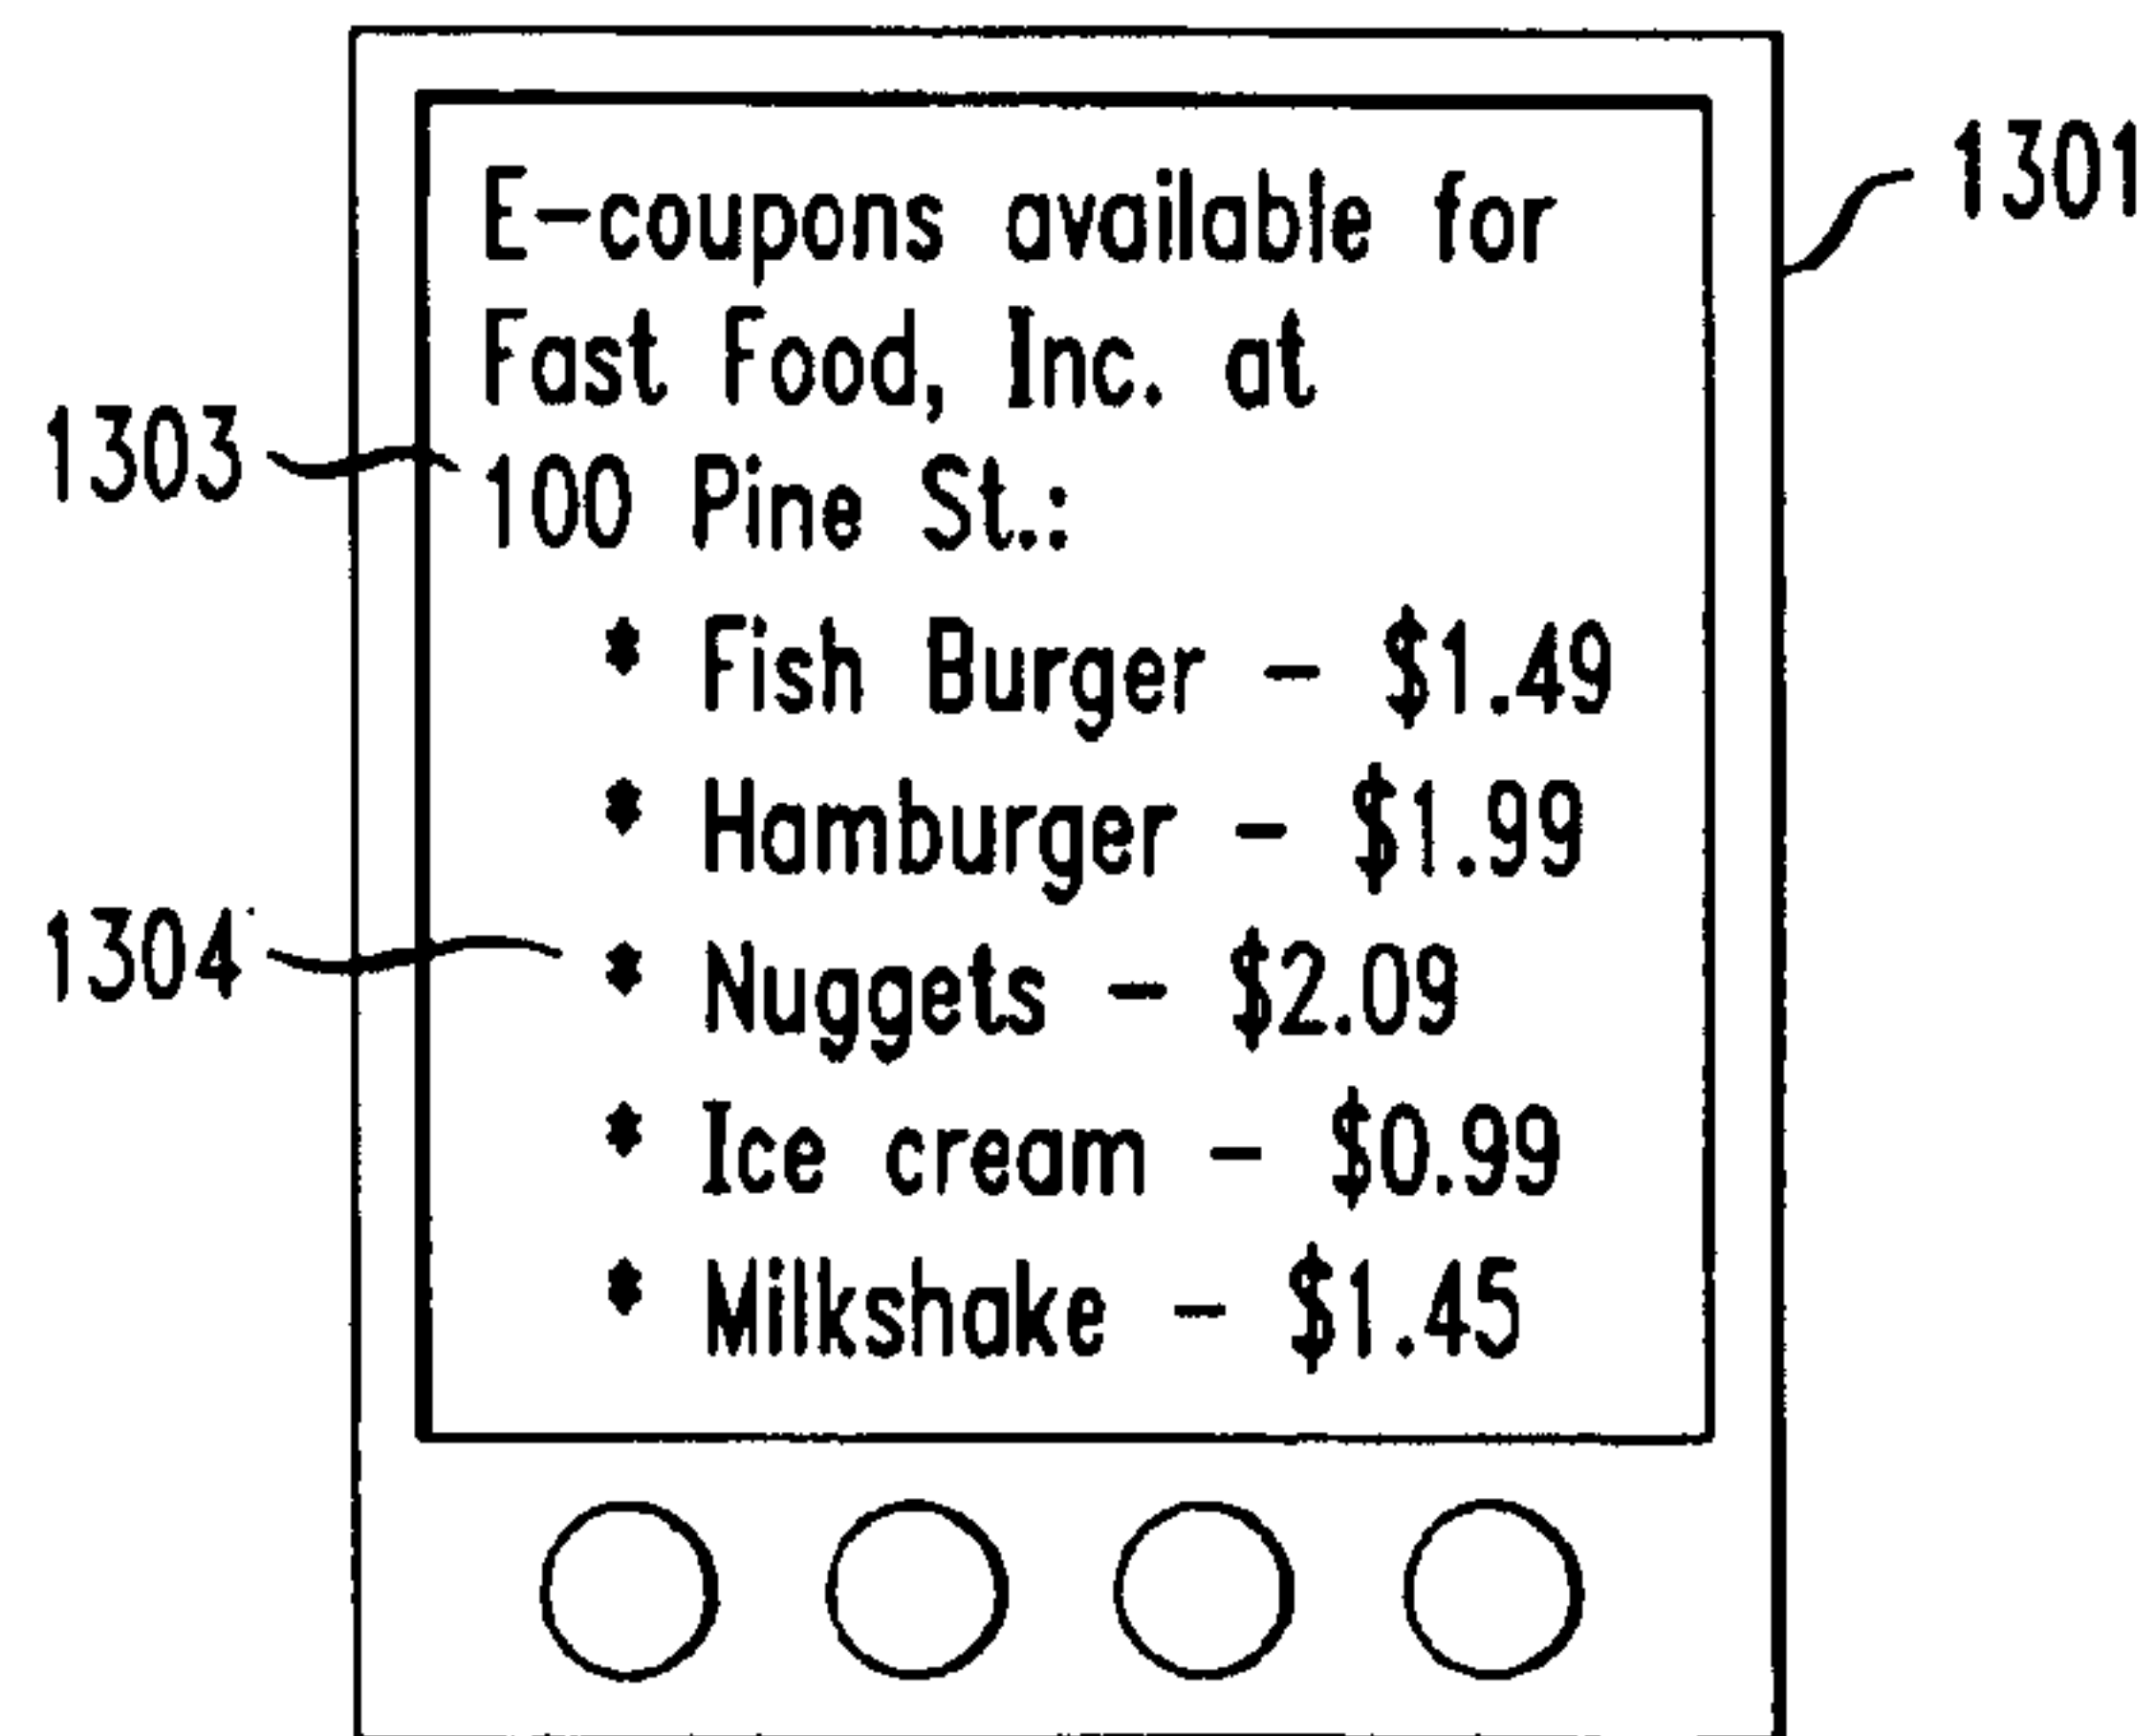 E-coupons available for
1301
Fast Food, Inc. at
1303
100 Pine St.:
* Fish Burger - $1.49
* Hamburger - $1.99
1304
* Nuggets - $2.09
* Ice cream - $0.99
* Milkshake - $1.45